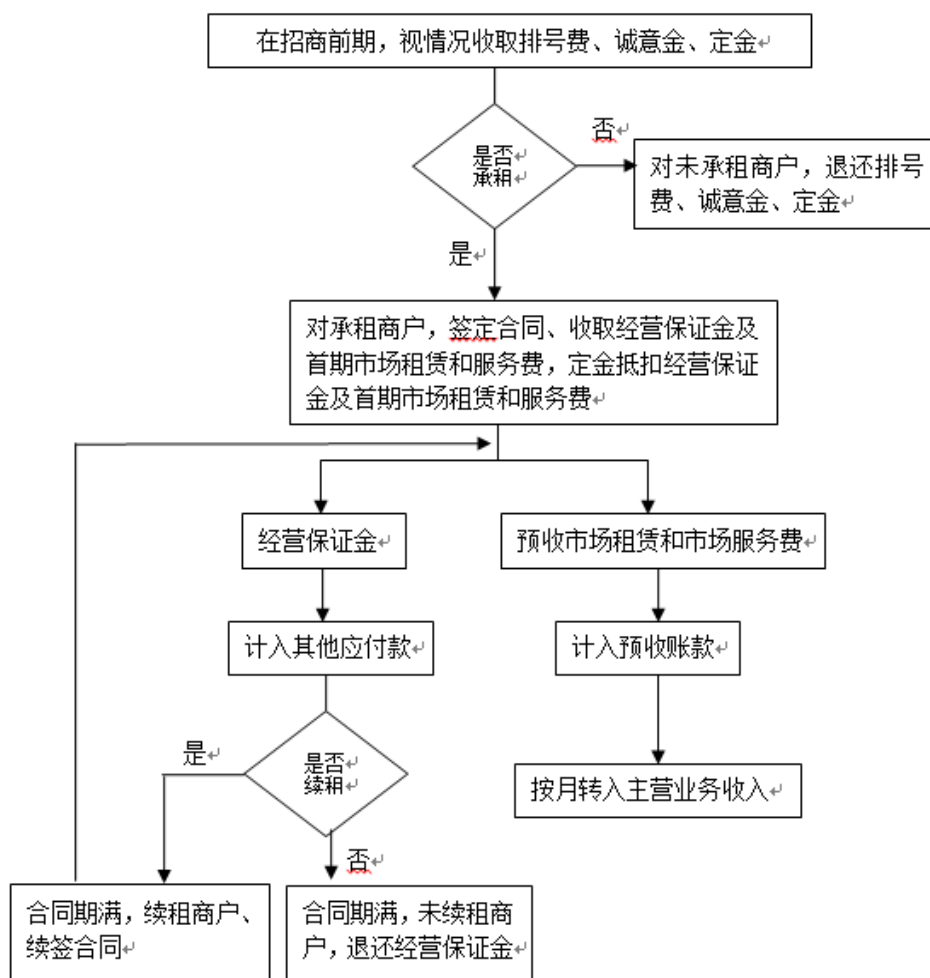 在招商前期，视情况收取排号费、诚意金、定金
是否
承租
否
对未承租商户，退还排号
费、诚意金、定金
是
对承租商户，签定合同、收取经营保证金及
首期市场租赁和服务费，定金抵扣经营保证
金及首期市场租赁和服务费
经营保证金
预收市场租赁和市场服务费
计入其他应付款
计入预收账款
是否
续租
是
按月转入主营业务收入
否
合同期满，续租商户、
续签合同
合同期满，未续租商
户，退还经营保证金